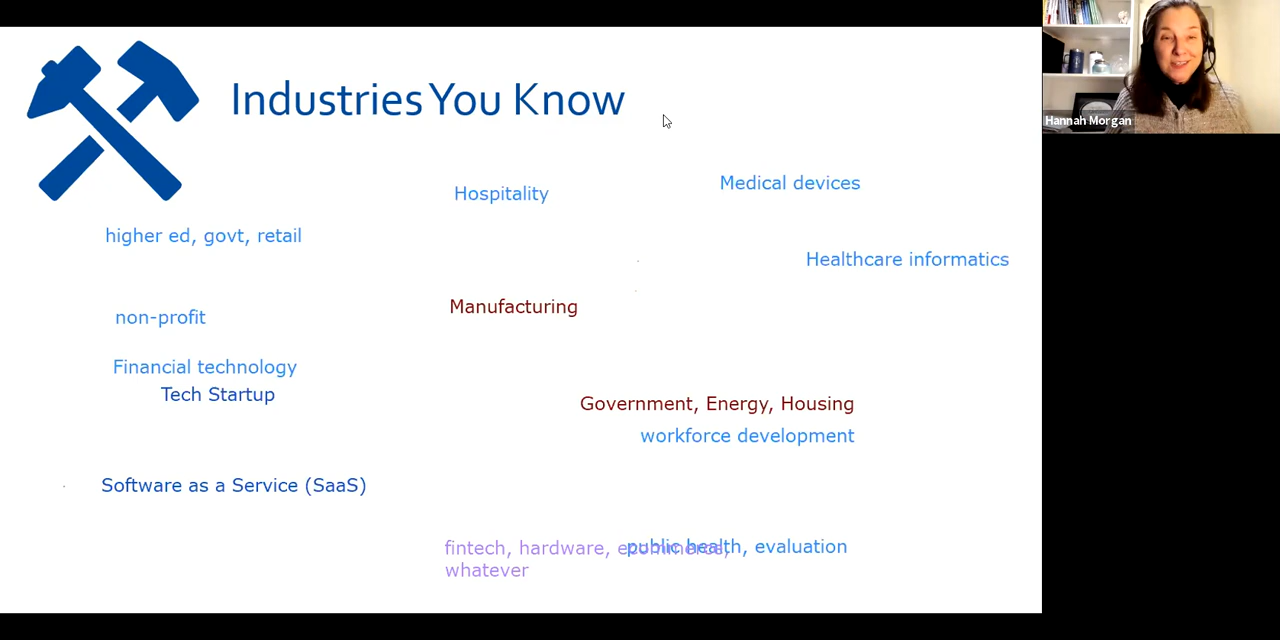 Industries You Know
Hannah Morgan
Hospitality
Medical devices
higher ed, govt, retail
Healthcare informatics
Manufacturing
non-profit
Financial technology
Tech Startup
Government, Energy, Housing
workforce development
Software as a Service (SaaS)
fintech, hardware, ecommerce,
whatever
public health, evaluation